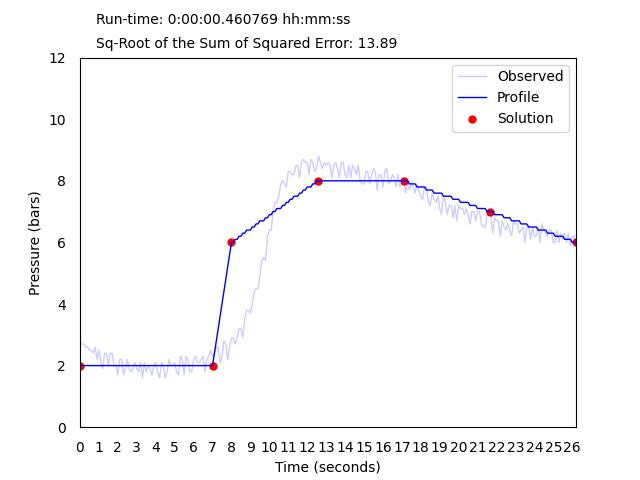 Run-time: 0:00:00.460769 hh:mm:ss
Sq-Root of the Sum of Squared Error: 13.89
12
10
8
6
4
2
0
Pressure (bars)
Observed
Profile
Solution
0 1 2 3 4 5 6 7 8 9 10 11 12 13 14 15 16 17 18 19 20 21 22 23 24 25 26
Time (seconds)